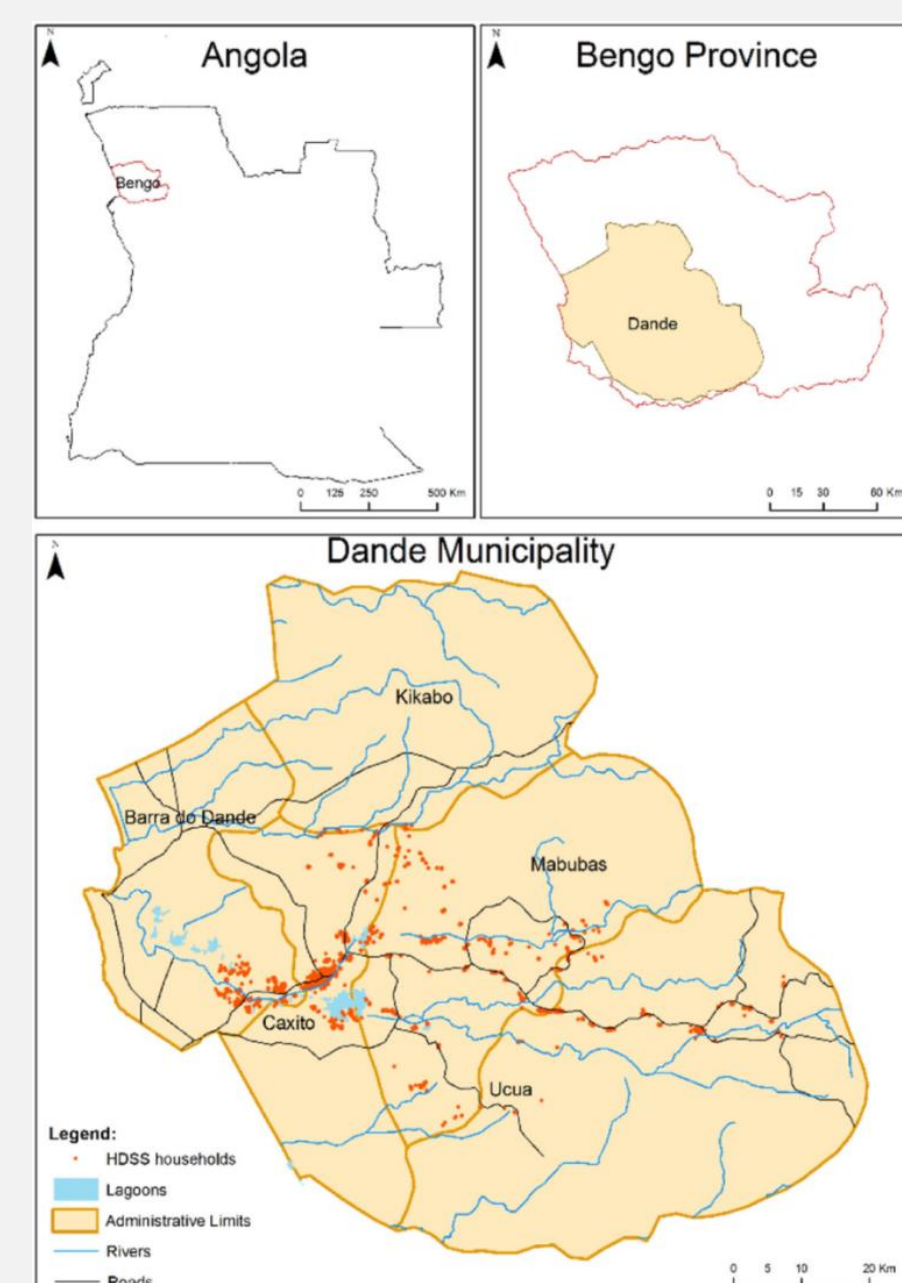 N
Angola
Bengo
0 125 250 500 Km
N
Bengo Province
Dande
0 15 30 60 Km
N
Dande Municipality
Kikabo
Barra do Dande
Mabubas
Caxito
Ucua
Legend:
HDSS households
Lagoons
Administrative Limits
Rivers
Roads
0 5 10 20 Km